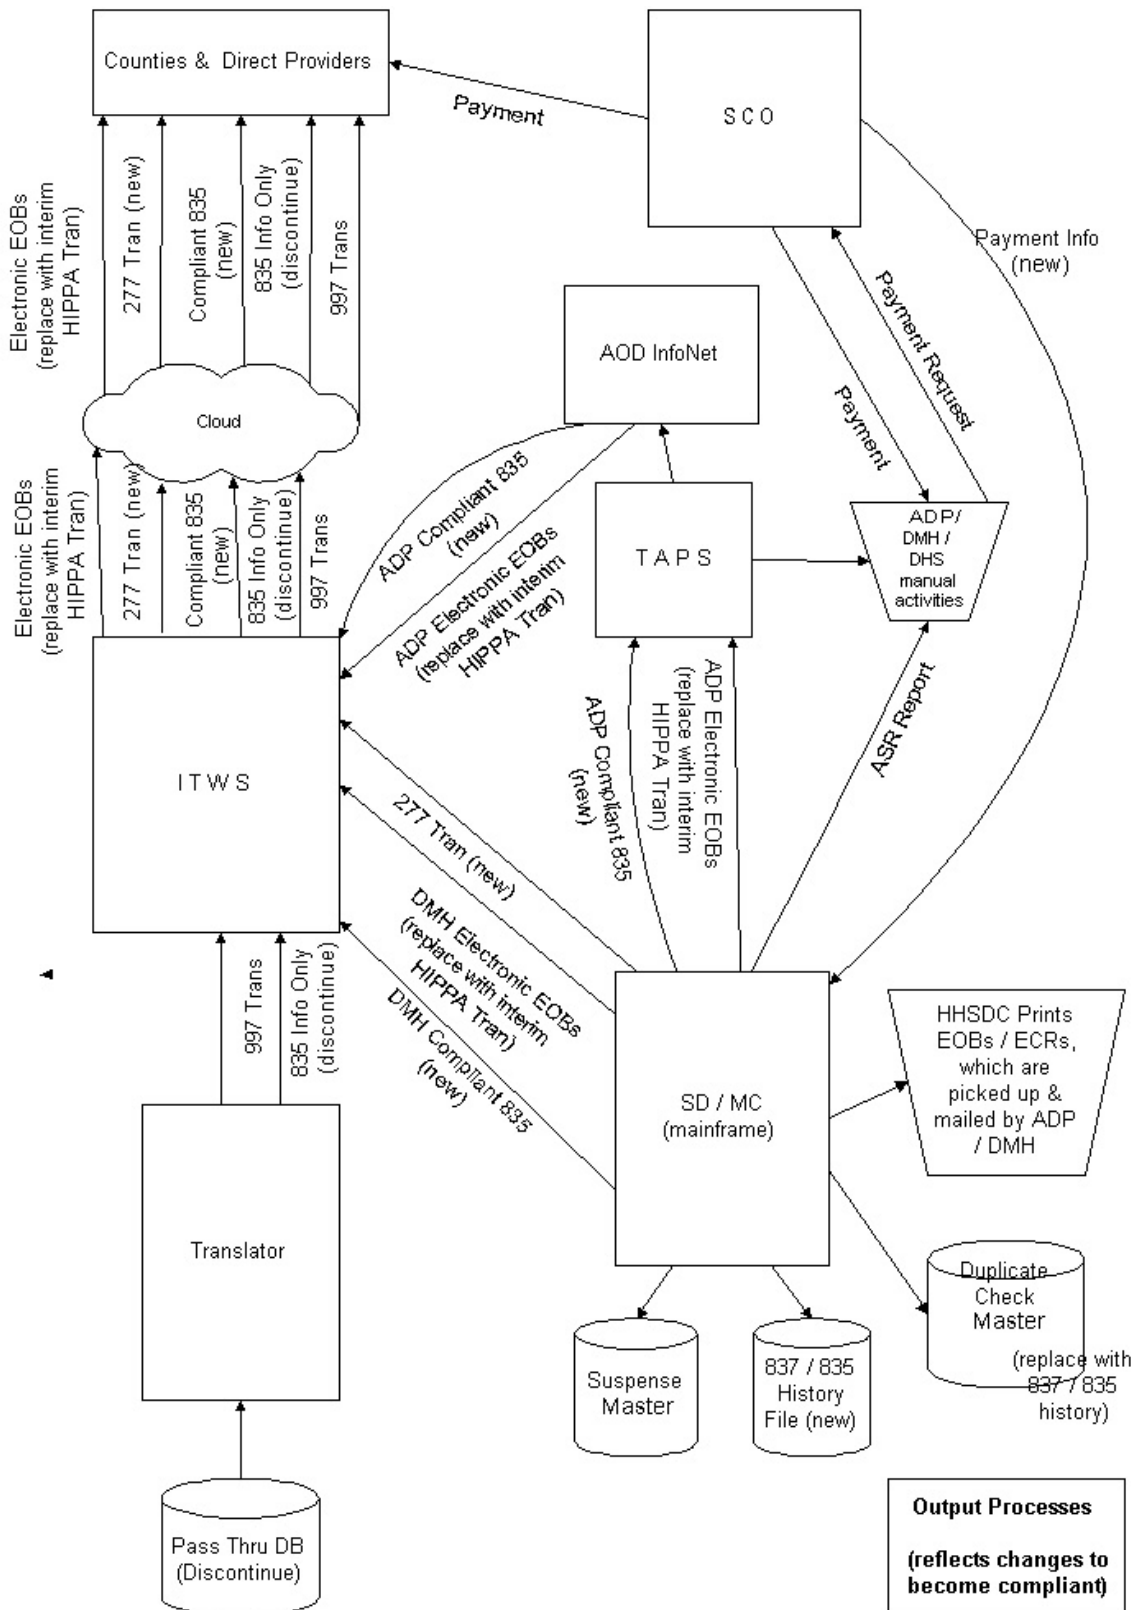 Counties & Direct Providers
S C O
Payment
Electronic EOBs
(replace with interim
HIPPA Tran)
277 Tran (new)
Compliant 835
(new)
835 Info Only
(discontinue)
997 Trans
Payment Info
(new)
AOD InfoNet
Payment Request
Payment
Cloud
Electronic EOBs
(replace with interim
HIPPA Tran)
277 Tran (new)
Compliant 835
(new)
835 Info Only
(discontinue)
997 Trans
ADP Compliant 835
(new)
ADP Electronic EOBs
(replace with interim
HIPPA Tran)
T A P S
ADP /
DMH /
DHS
manual
activities
I T W S
ADP Compliant 835
(new)
ADP Electronic EOBs
(replace with interim
HIPPA Tran)
ASR Report
277 Tran (new)
DMH Electronic EOBs
(replace with interim
HIPPA Tran)
DMH Compliant 835
(new)
997 Trans
835 Info Only
(discontinue)
SD / MC
(mainframe)
HHSDC Prints
EOBs / ECRs,
which are
picked up &
mailed by ADP
/ DMH
Translator
Duplicate
Check
Master
(replace with
837 / 835
history)
Suspense
Master
837 / 835
History
File (new)
Pass Thru DB
(Discontinue)
Output Processes
(reflects changes to
become compliant)